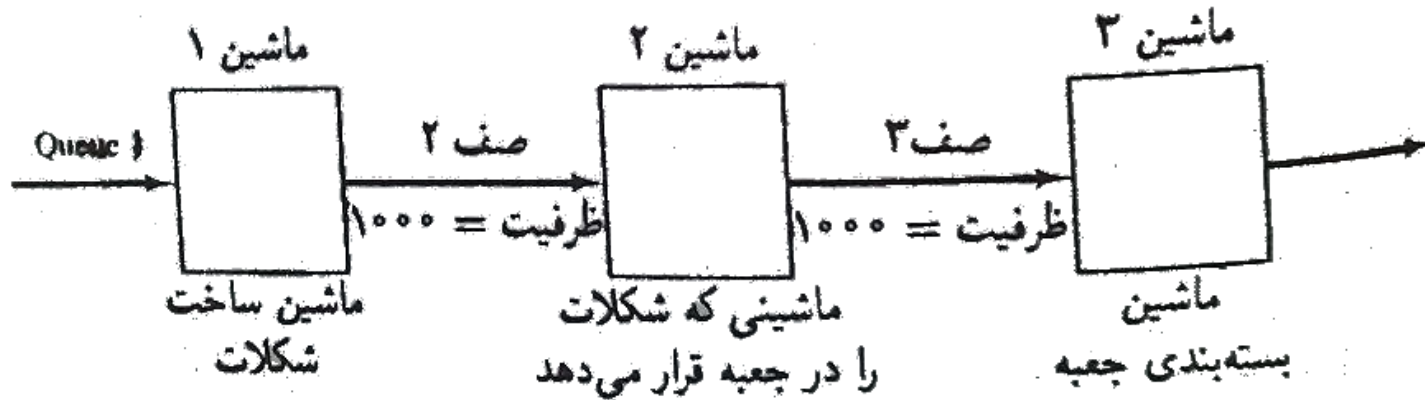 ماشین ۱
ماشین ۲
ماشین ۳
Queue 1
صف ۲
صف ۳
ظرفیت = ۱۰۰۰
ظرفیت = ۱۰۰۰
ماشین ساخت
شکلات
ماشینی که شکلات
را در جعبه قرار می‌دهد
ماشین
بسته‌بندی جعبه